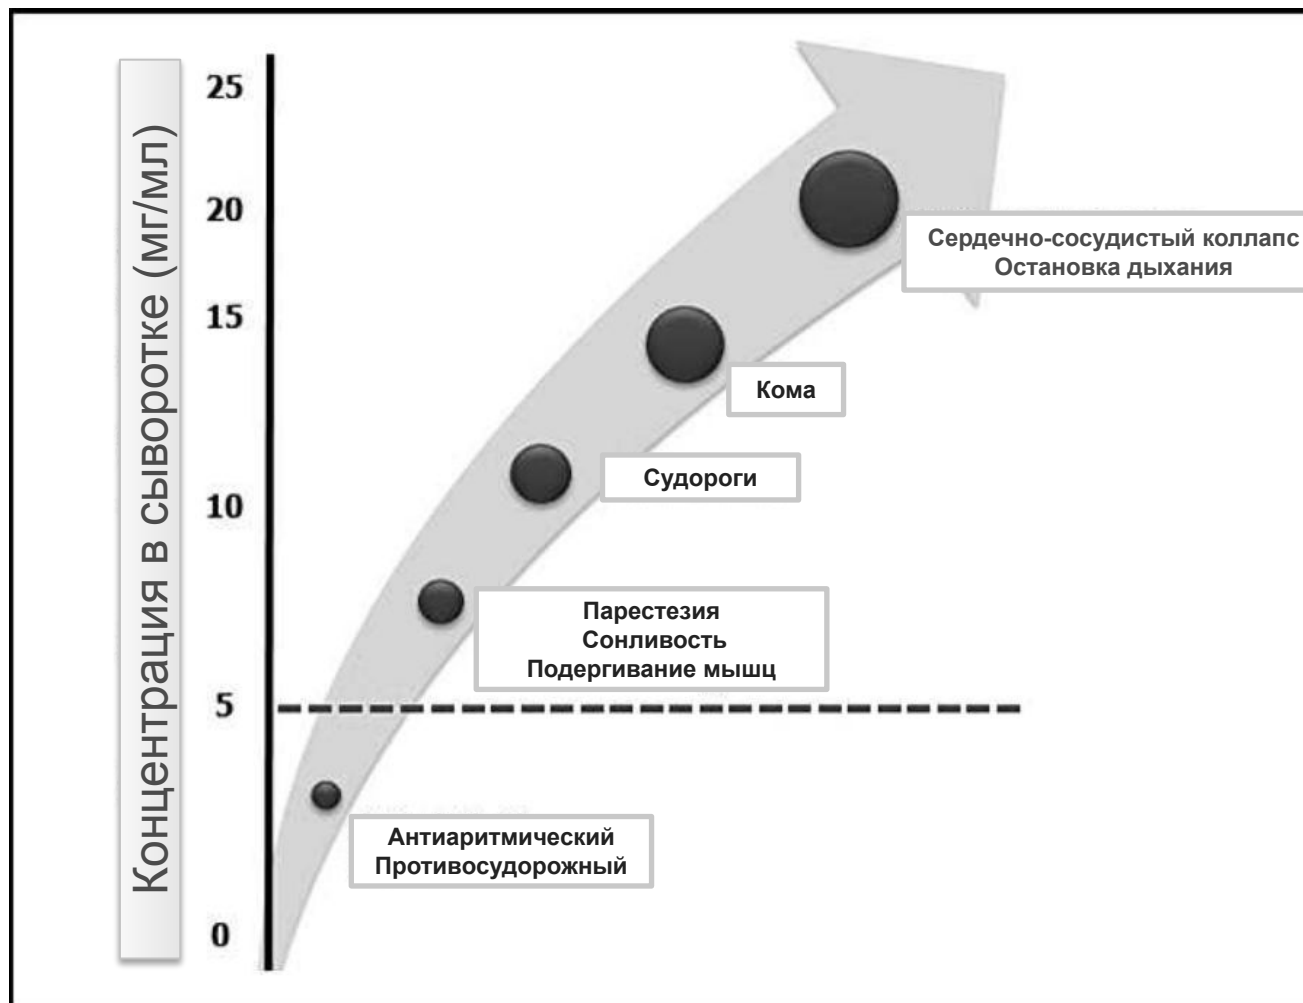 Концентрация в сыворотке (мг/мл)
25
20
15
10
5
0
Сердечно-сосудистый коллапс
Остановка дыхания
Кома
Судороги
Парестезия
Сонливость
Подергивание мышц
Антиаритмический
Противосудорожный